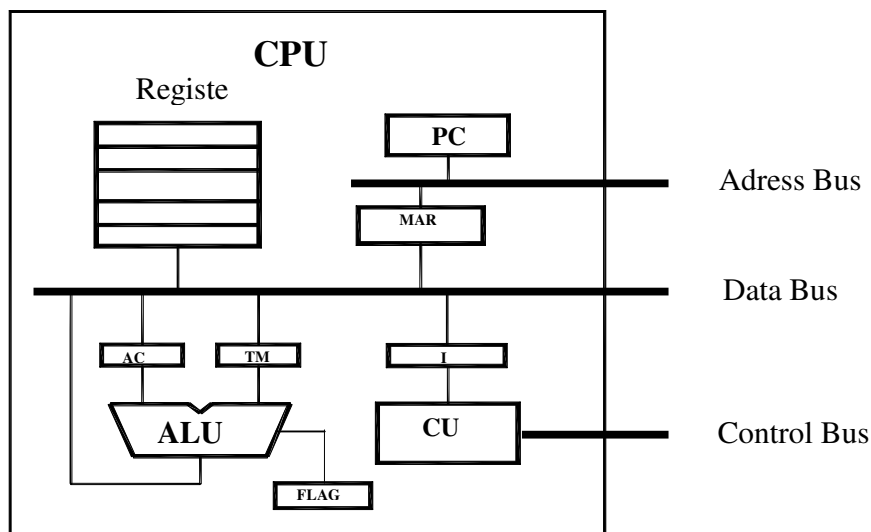 CPU
Registe
PC
Adress Bus
MAR
Data Bus
AC
TM
I
ALU
CU
Control Bus
FLAG